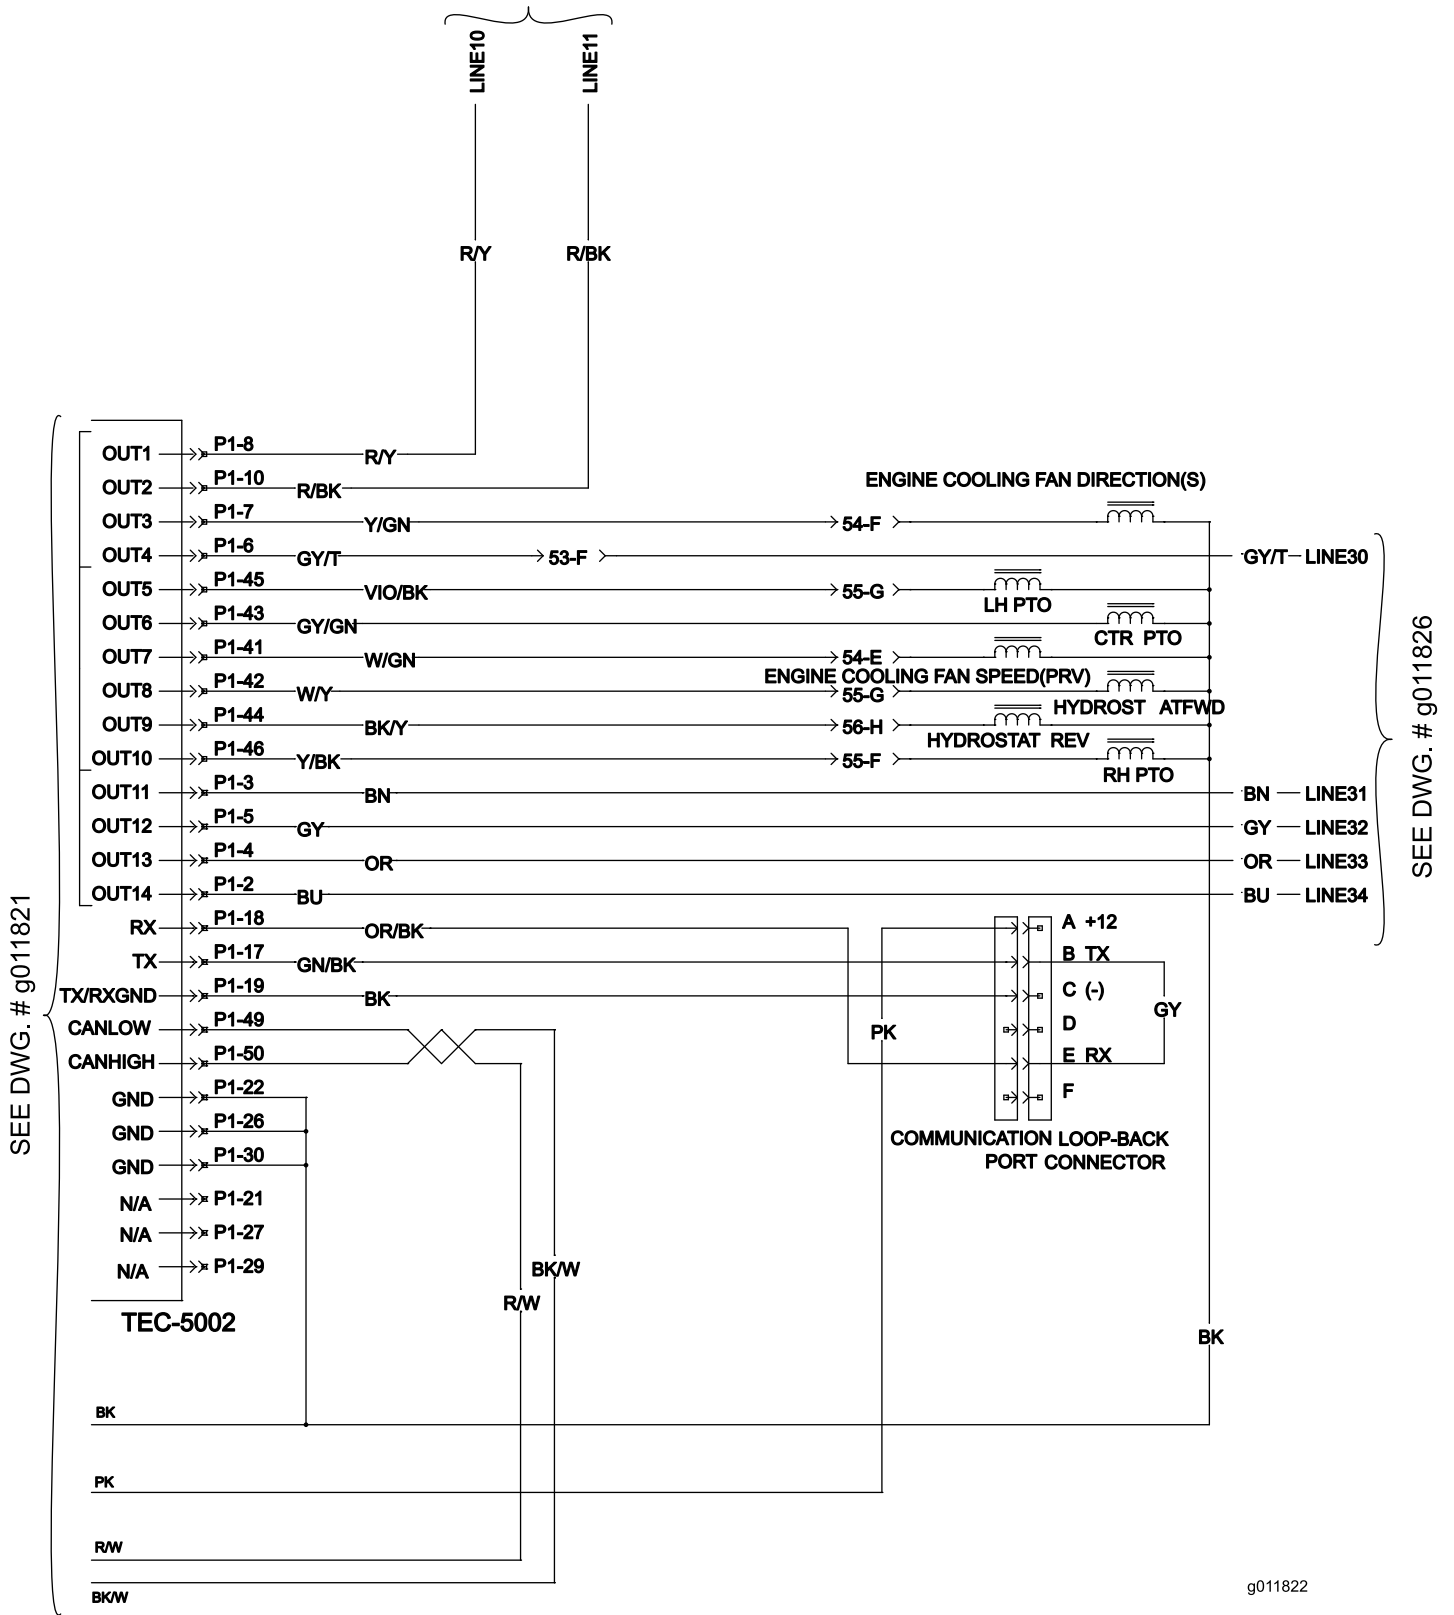 LINE10
LINE11
R/Y
R/BK
OUT1 P1-8 R/Y
OUT2 P1-10 R/BK
ENGINE COOLING FAN DIRECTION(S)
OUT3 P1-7 Y/GN 54-F
OUT4 P1-6 GY/T 53-F GY/T LINE30
OUT5 P1-45 VIO/BK 55-G
LH PTO
OUT6 P1-43 GY/GN
CTR PTO
OUT7 P1-41 W/GN 54-E
ENGINE COOLING FAN SPEED(PRV)
OUT8 P1-42 W/Y 55-G
HYDROST ATFWD
OUT9 P1-44 BK/Y 56-H
HYDROSTAT REV
OUT10 P1-46 Y/BK 55-F
RH PTO
OUT11 P1-3 BN BN LINE31
OUT12 P1-5 GY GY LINE32
OUT13 P1-4 OR OR LINE33
OUT14 P1-2 BU BU LINE34
SEE DWG. # g011826
SEE DWG. # g011821
RX P1-18 OR/BK A +12
TX P1-17 GN/BK B TX
TX/RXGND P1-19 BK C (-)
GY
CANLOW P1-49 PK D
CANHIGH P1-50 E RX
GND P1-22 F
GND P1-26
COMMUNICATION LOOP-BACK
GND P1-30
PORT CONNECTOR
N/A P1-21
N/A P1-27
N/A P1-29
BK/W
R/W
TEC-5002
BK
BK
PK
R/W
BK/W
g011822